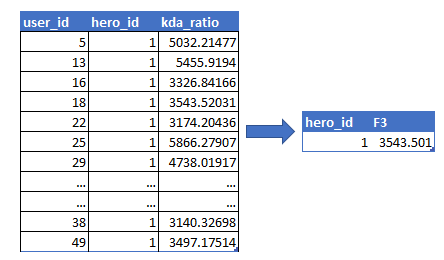 user_id hero_id kda_ratio
5 1 5032.21477
13 1 5455.9194
16 1 3326.84166
18 1 3543.52031
22 1 3174.20436
25 1 5866.27907
29 1 4738.01917
... ... ...
... ... ...
38 1 3140.32698
49 1 3497.17514
hero_id F3
1 3543.501